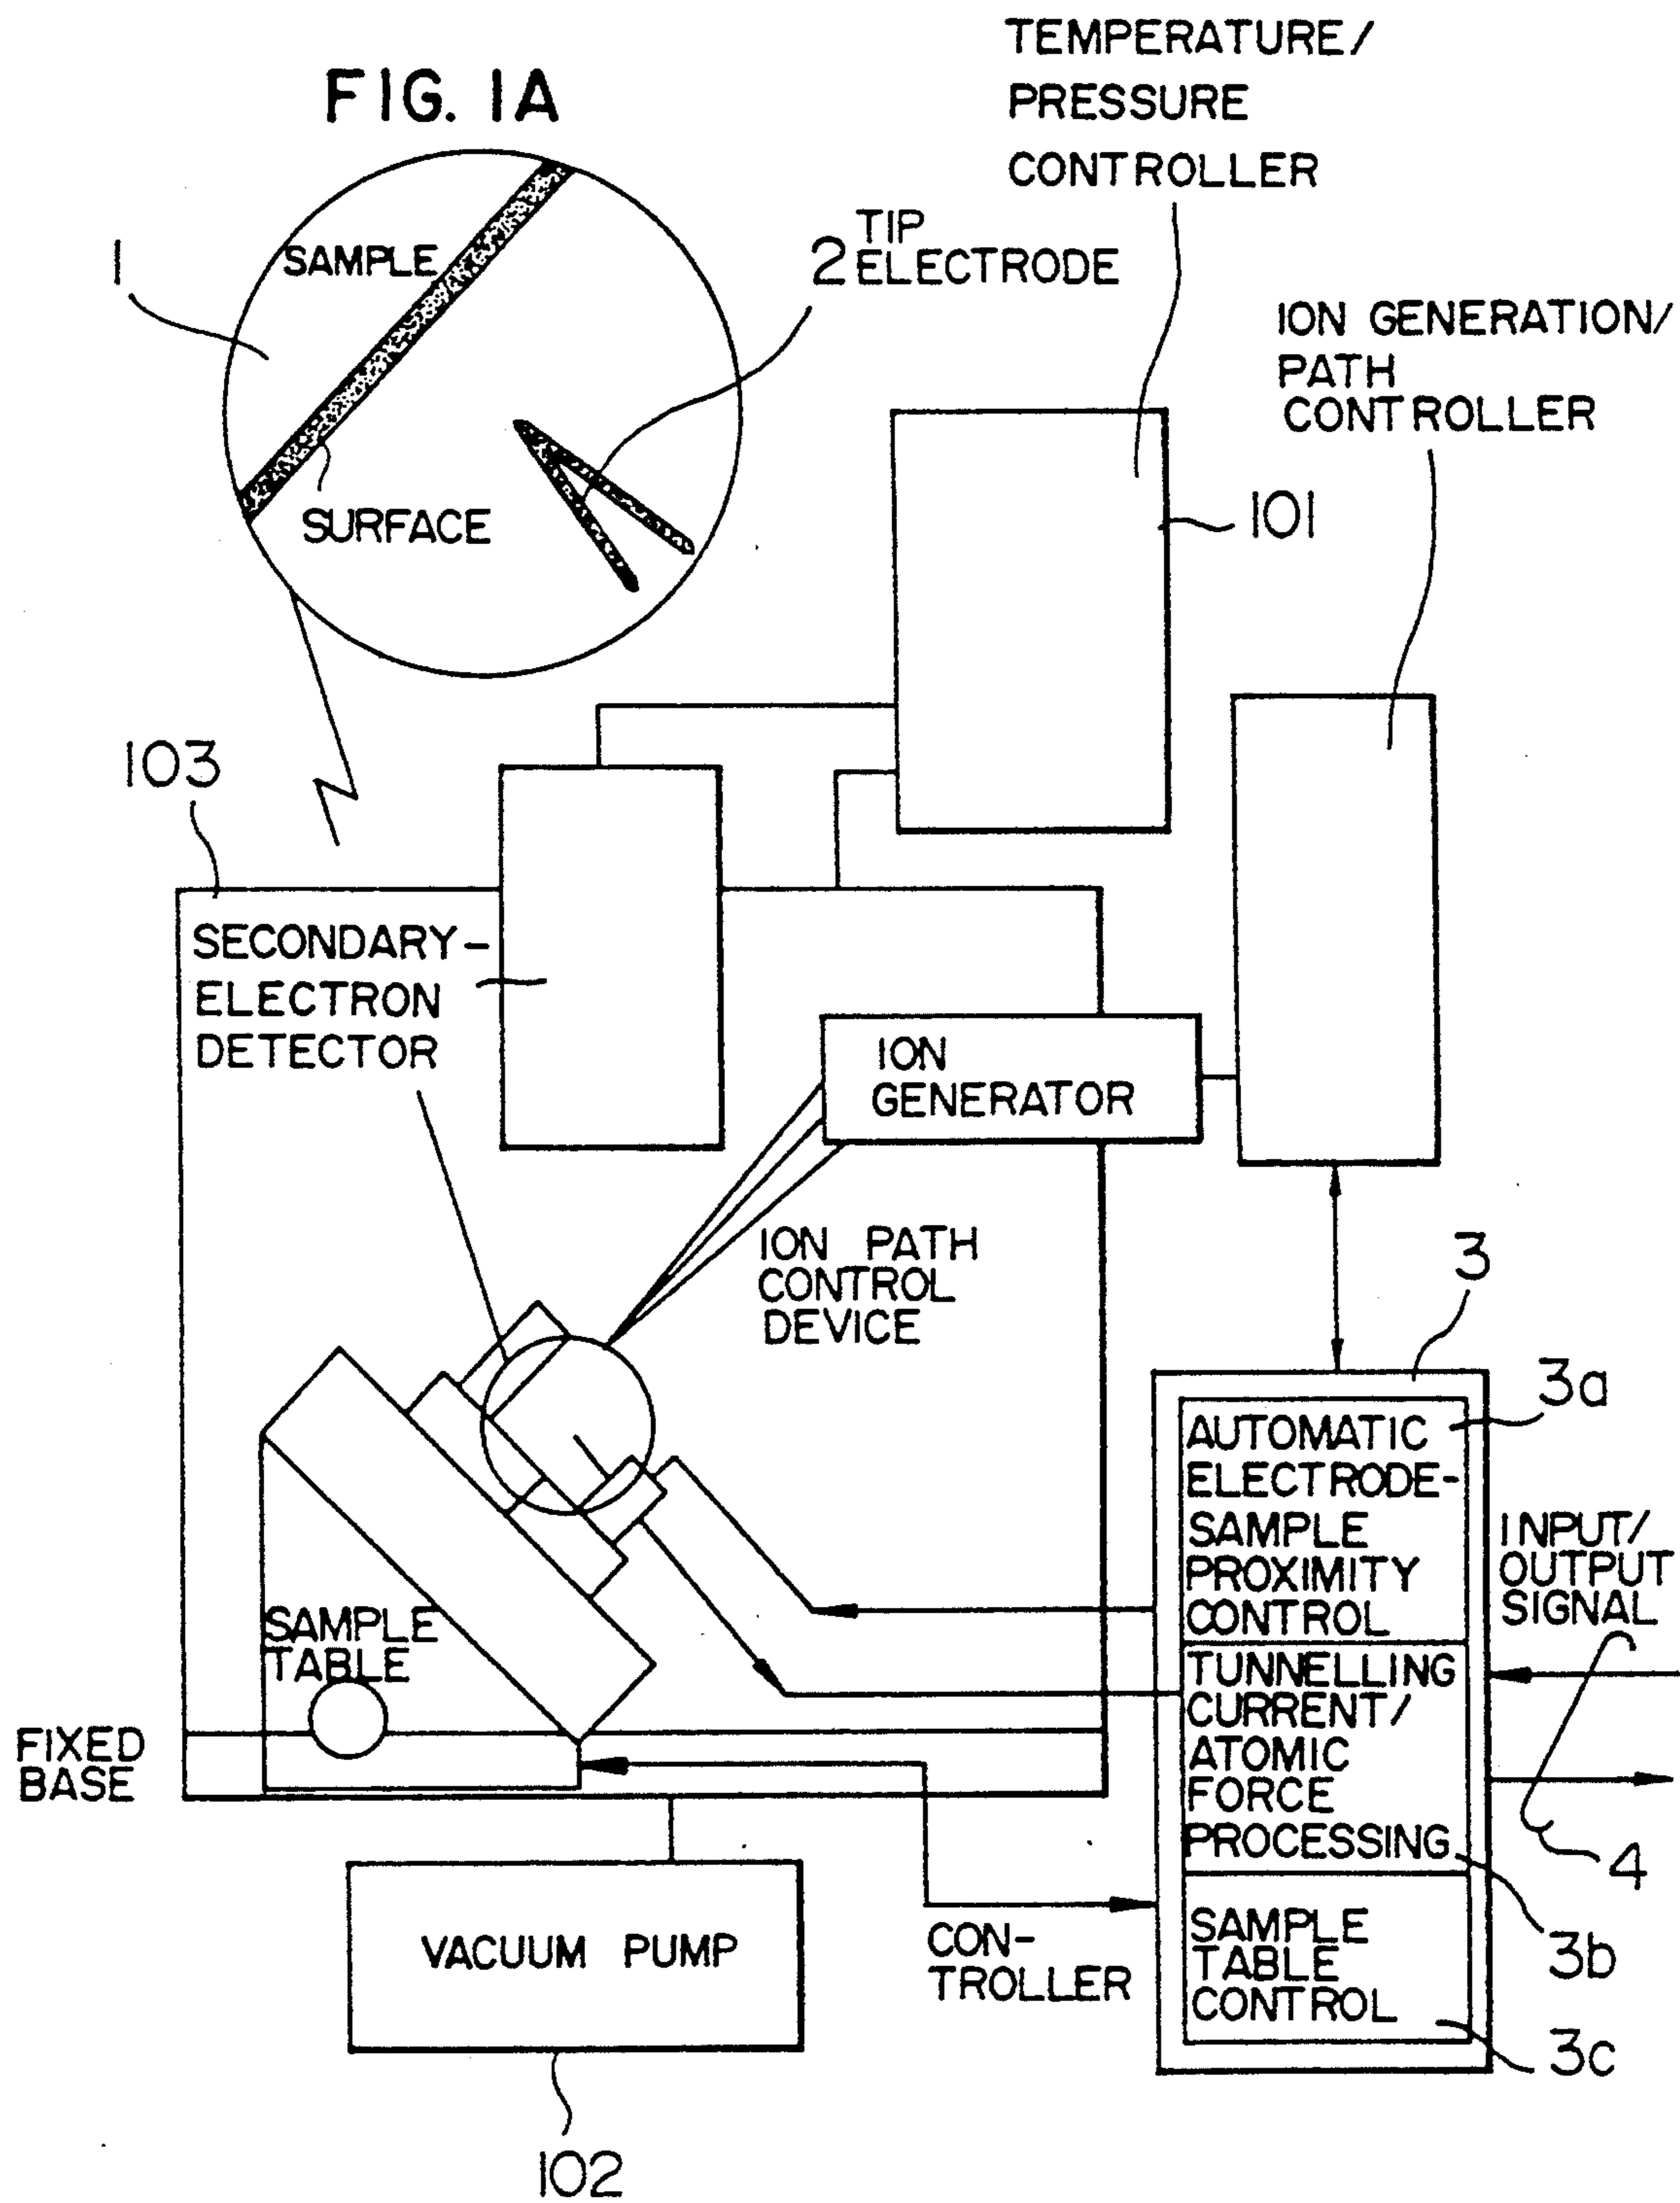 FIG. 1A
TEMPERATURE/
PRESSURE
CONTROLLER
1
SAMPLE
SURFACE
2 TIP
ELECTRODE
ION GENERATION/
PATH
CONTROLLER
101
103
SECONDARY-
ELECTRON
DETECTOR
ION
GENERATOR
ION PATH
CONTROL
DEVICE
3
3a
AUTOMATIC
ELECTRODE-
SAMPLE
PROXIMITY
CONTROL
INPUT/
OUTPUT
SIGNAL
SAMPLE
TABLE
TUNNELLING
CURRENT/
ATOMIC
FORCE
PROCESSING
FIXED
BASE
4
3b
VACUUM PUMP
CON-
TROLLER
SAMPLE
TABLE
CONTROL
3c
102